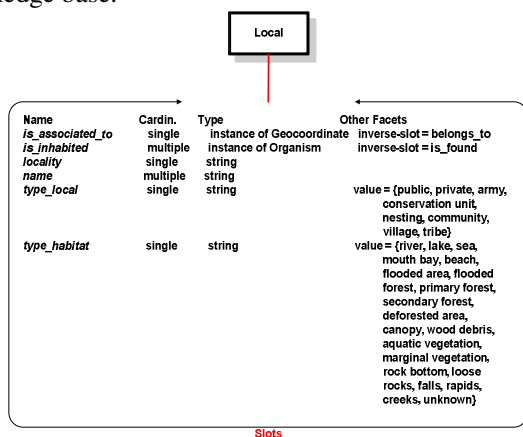 Local
Name Cardin. Type Other Facets
is_associated_to single instance of Geocoordinate inverse-slot = belongs_to
is_inhabited multiple instance of Organism inverse-slot = is_found
locality single string
name multiple string
type_local single string value = {public, private, army,
conservation unit,
nesting, community,
village, tribe}
type_habitat single string value = {river, lake, sea,
mouth bay, beach,
flooded area, flooded
forest, primary forest,
secondary forest,
deforested area,
canopy, wood debris,
aquatic vegetation,
marginal vegetation,
rock bottom, loose
rocks, falls, rapids,
creeks, unknown}
Slots